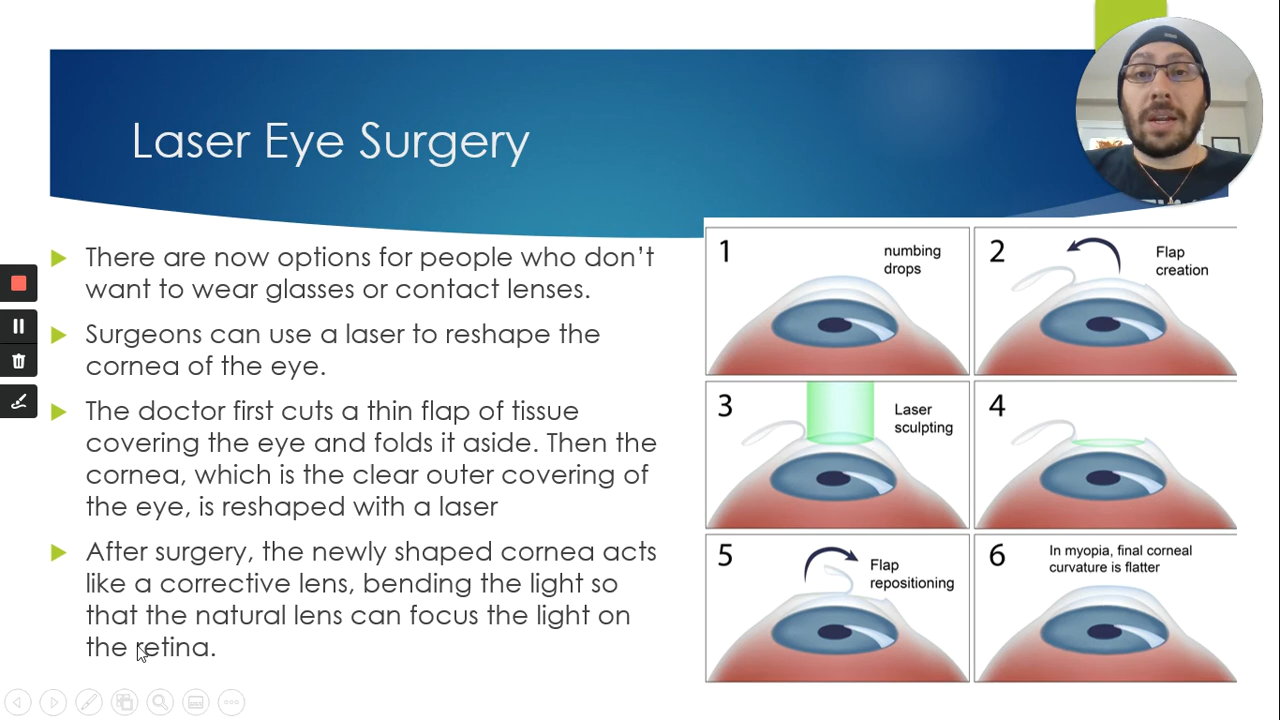 Laser Eye Surgery
There are now options for people who don't
want to wear glasses or contact lenses.
Surgeons can use a laser to reshape the
cornea of the eye.
The doctor first cuts a thin flap of tissue
covering the eye and folds it aside. Then the
cornea, which is the clear outer covering of
the eye, is reshaped with a laser
After surgery, the newly shaped cornea acts
like a corrective lens, bending the light so
that the natural lens can focus the light on
the retina.
1
numbing
drops
2
Flap
creation
3
Laser
sculpting
4
5
Flap
repositioning
6
In myopia, final corneal
curvature is flatter